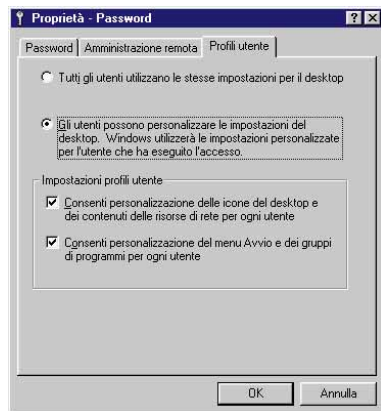 Proprietà - Password
Password
Amministrazione remota
Profili utente
Tutti gli utenti utilizzano le stesse impostazioni per il desktop
Gli utenti possono personalizzare le impostazioni del
desktop. Windows utilizzerà le impostazioni personalizzate
per l'utente che ha eseguito l'accesso.
Impostazioni profili utente
Consenti personalizzazione delle icone del desktop e
dei contenuti delle risorse di rete per ogni utente
Consenti personalizzazione del menu Avvio e dei gruppi
di programmi per ogni utente
OK
Annulla